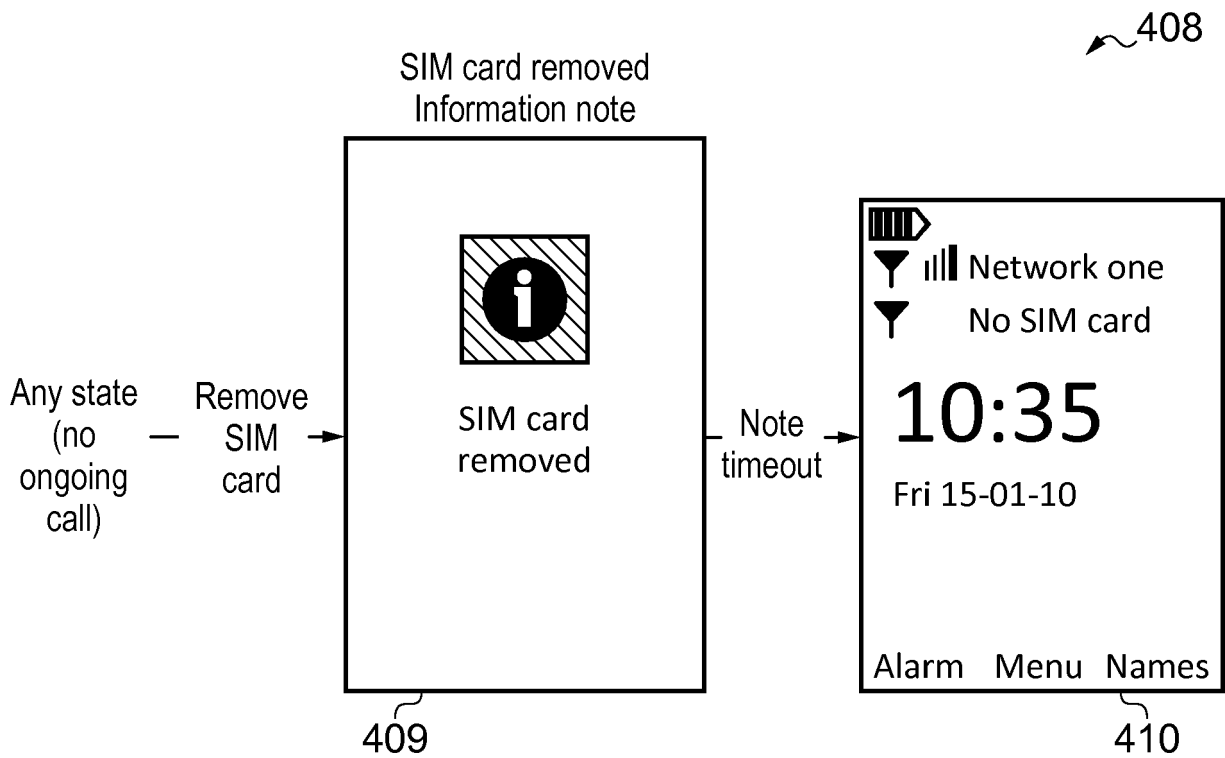 408
SIM card removed
Information note
Any state
(no
ongoing
call)
Remove
SIM
card
i
SIM card
removed
Note
timeout
Network one
No SIM card
10:35
Fri 15-01-10
Alarm Menu Names
409
410